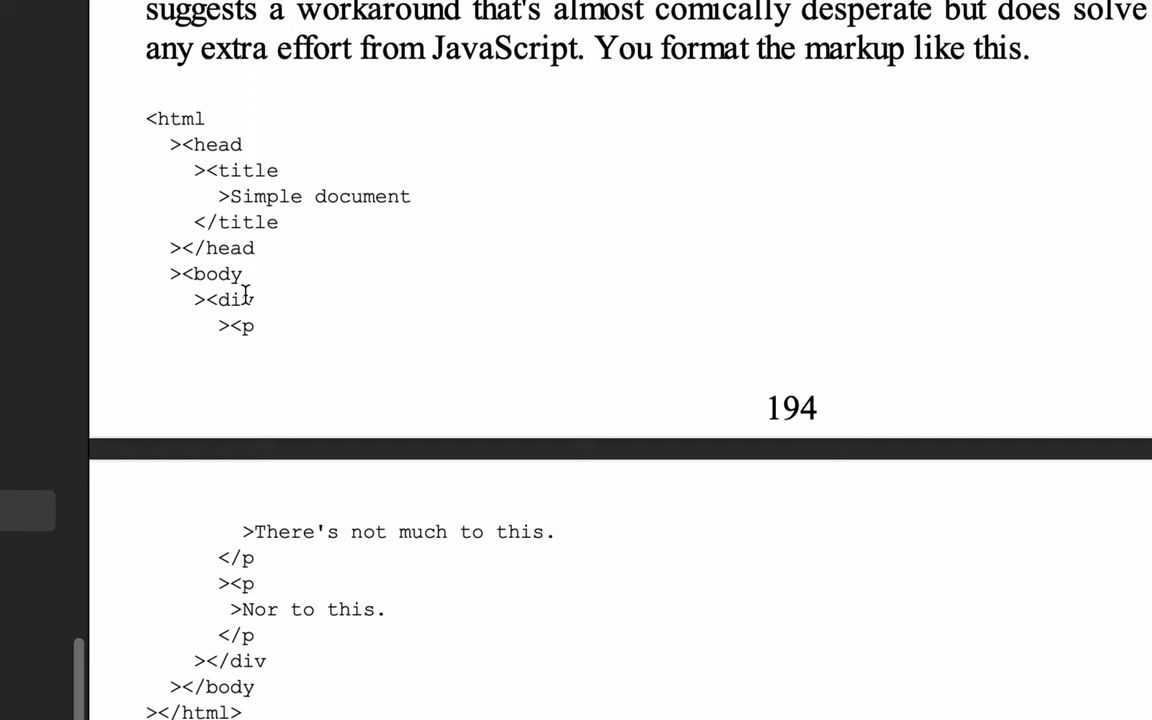 suggests a workaround that's almost comically desperate but does solve
any extra effort from JavaScript. You format the markup like this.
<html
  ><head
    ><title
      >Simple document
    </title
  ></head
  ><body
    ><div
      ><p
194
        >There's not much to this.
      </p
      ><p
       >Nor to this.
      </p
    ></div
  ></body
></html>